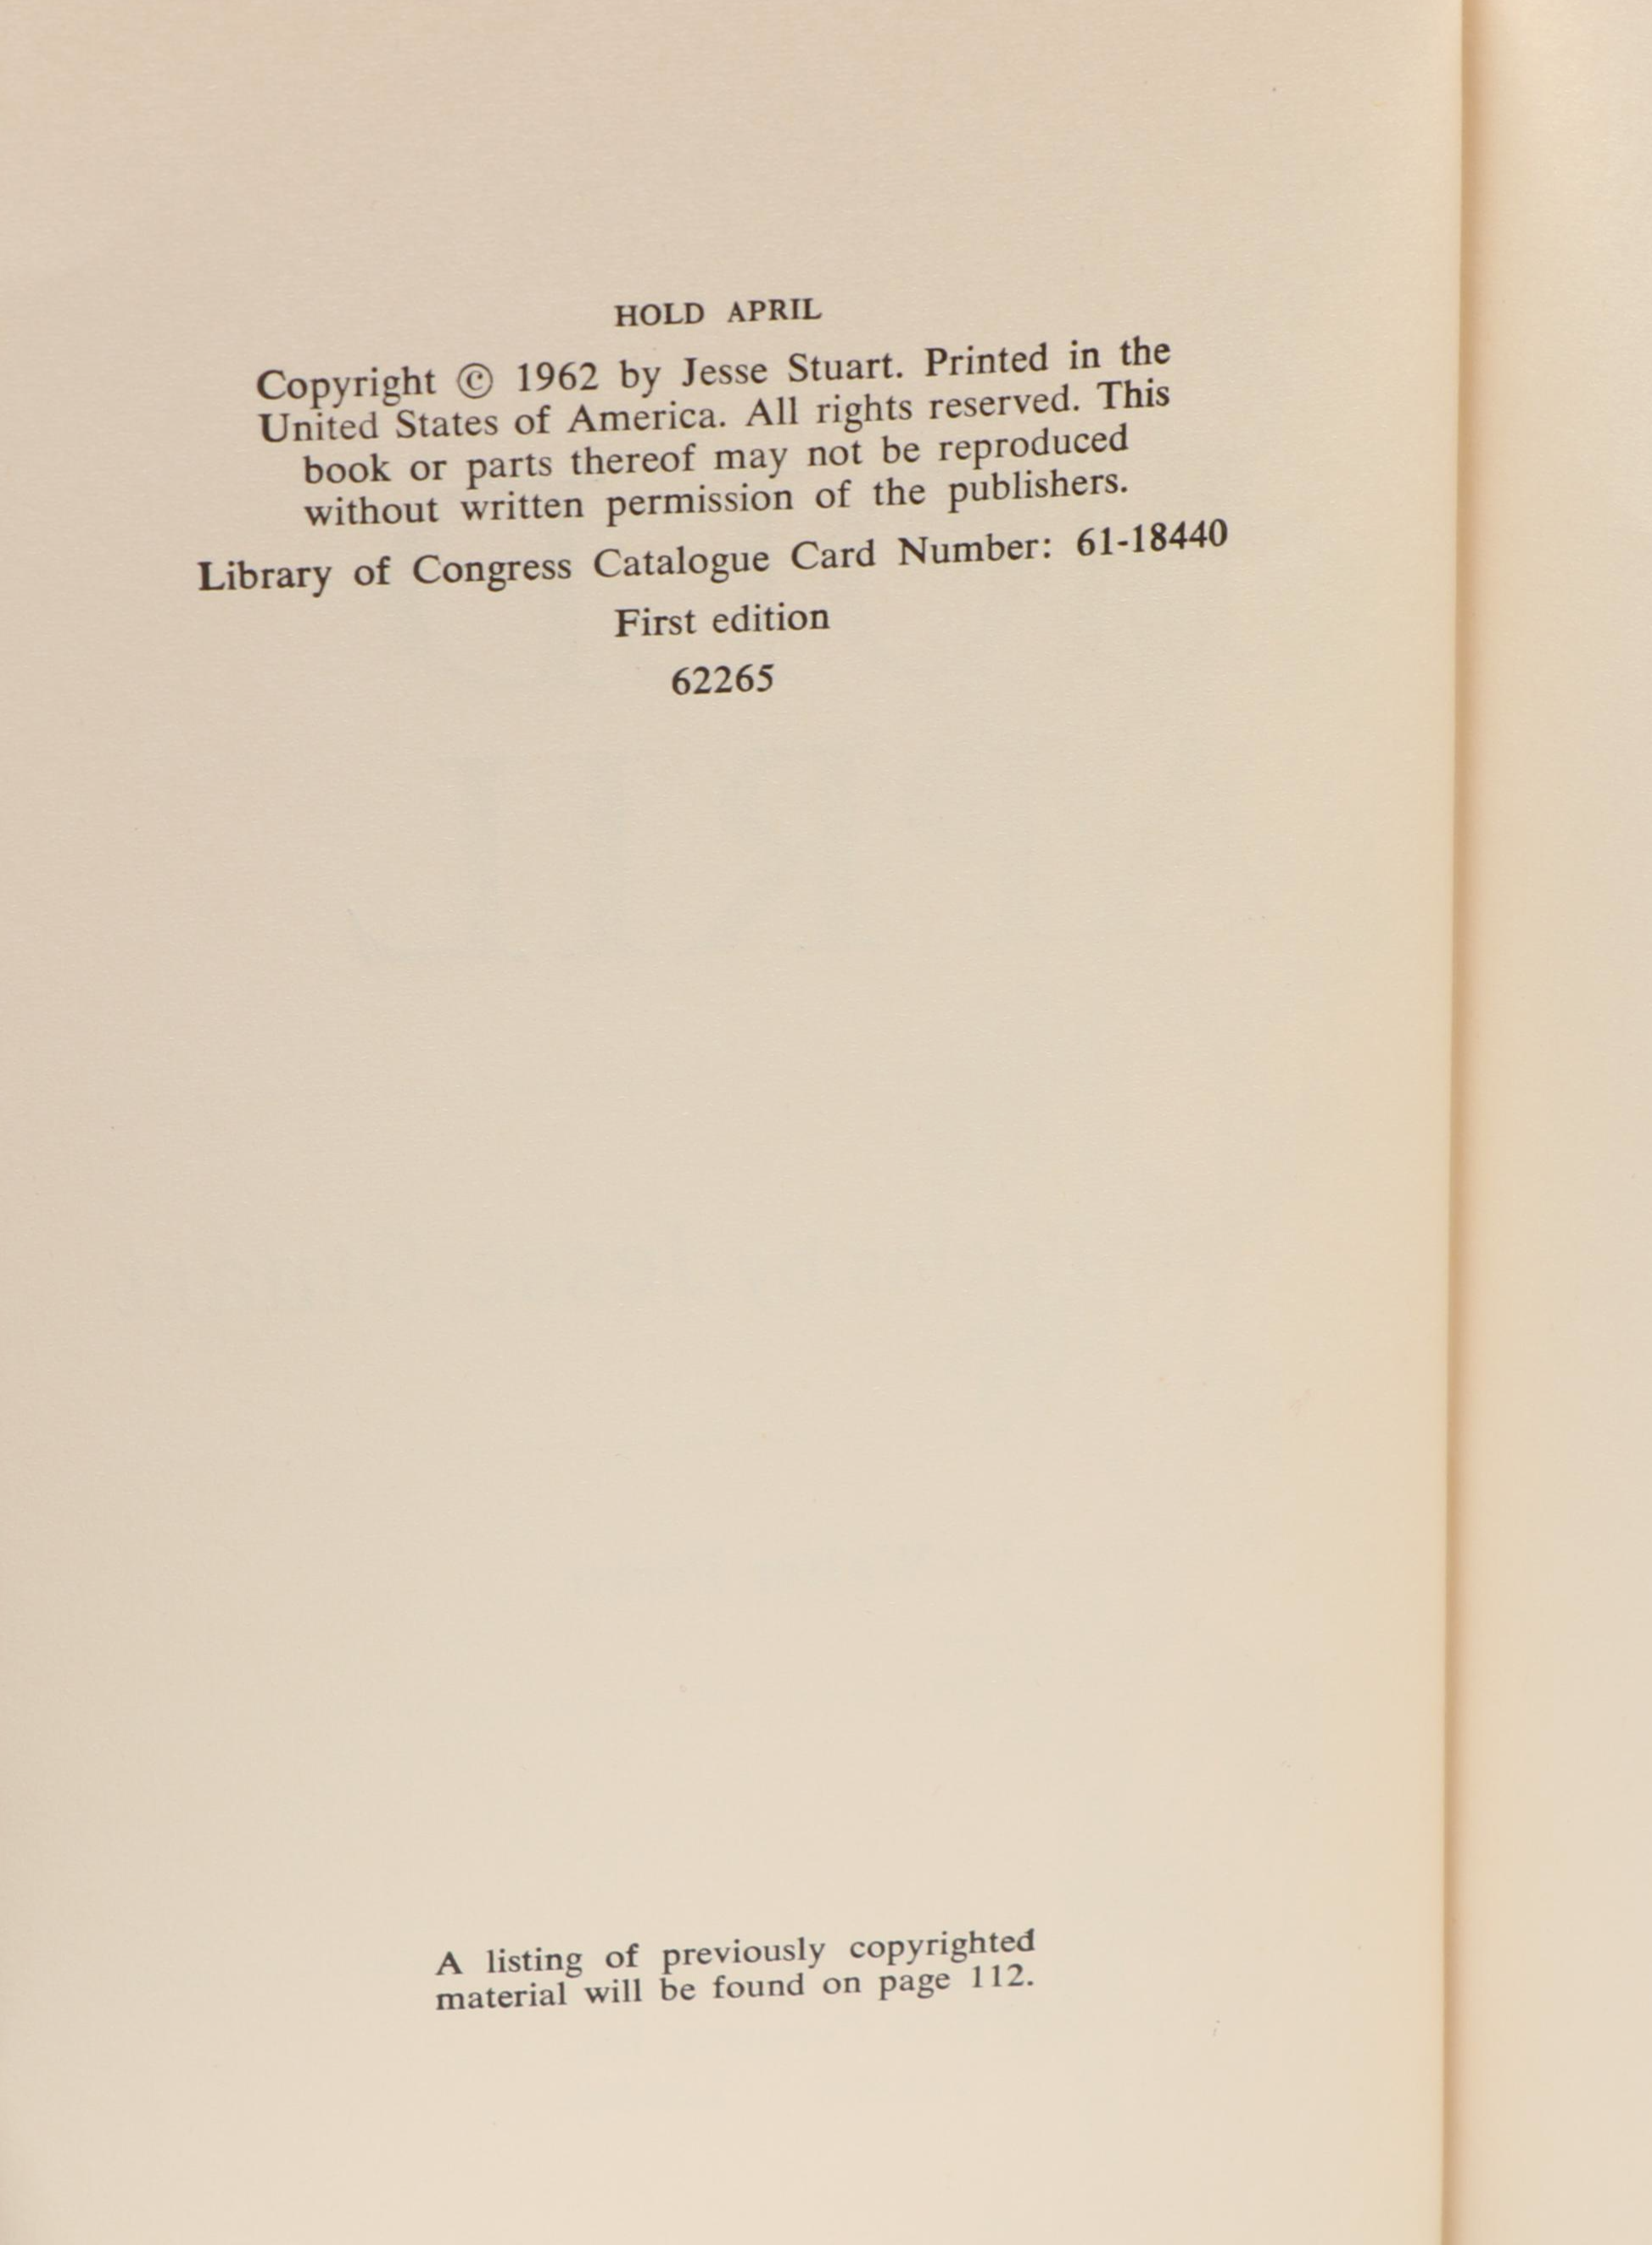 HOLD APRIL
Copyright © 1962 by Jesse Stuart. Printed in the
United States of America. All rights reserved. This
book or parts thereof may not be reproduced
without written permission of the publishers.
Library of Congress Catalogue Card Number: 61-18440
First edition
62265
A listing of previously copyrighted
material will be found on page 112.